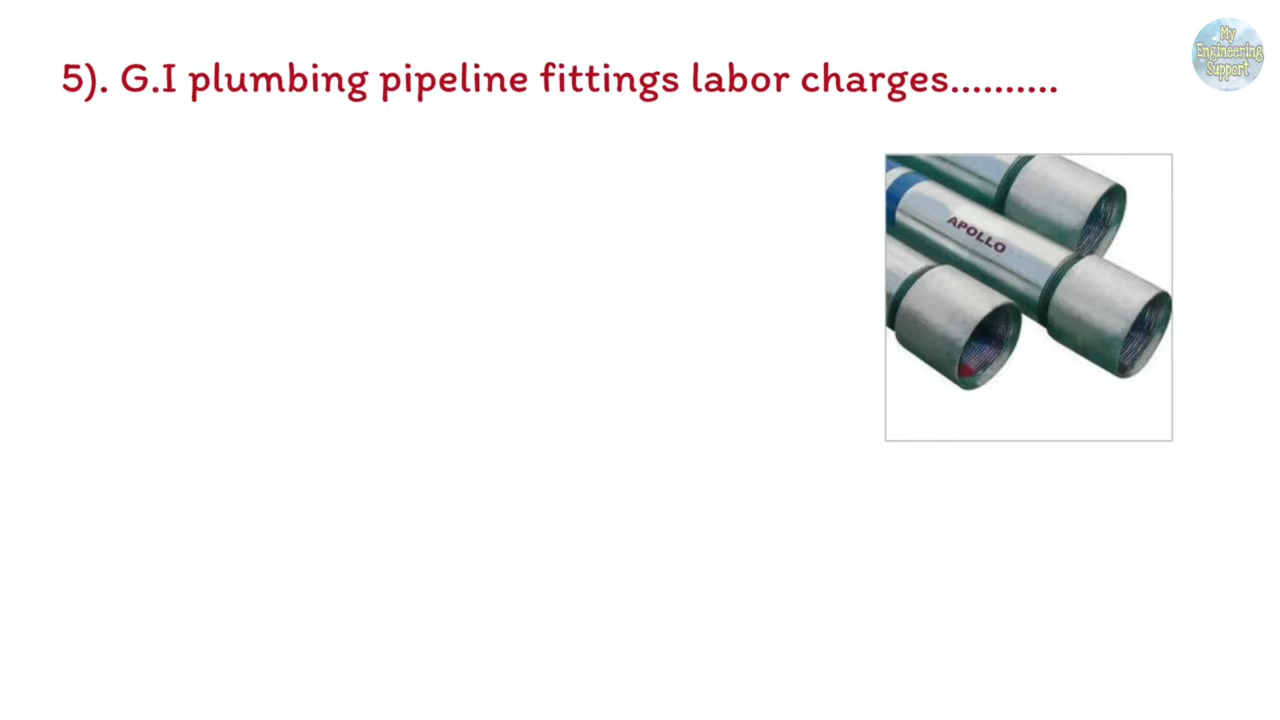 5). G.I plumbing pipeline fittings labor charges..........
My
Engineering
Support
APOLLO